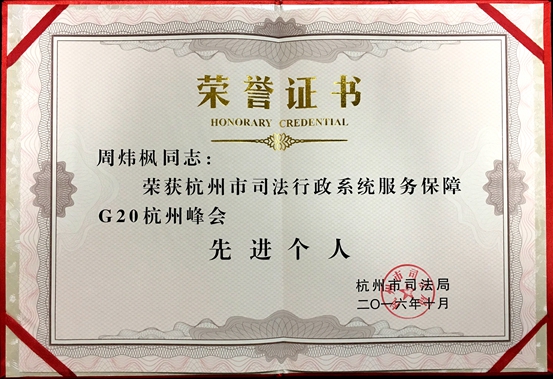 荣誉证书
HONORARY CREDENTIAL
周炜枫同志：
荣获杭州市司法行政系统服务保障
G20杭州峰会
先进个人
杭州市司法局
二〇一六年十月